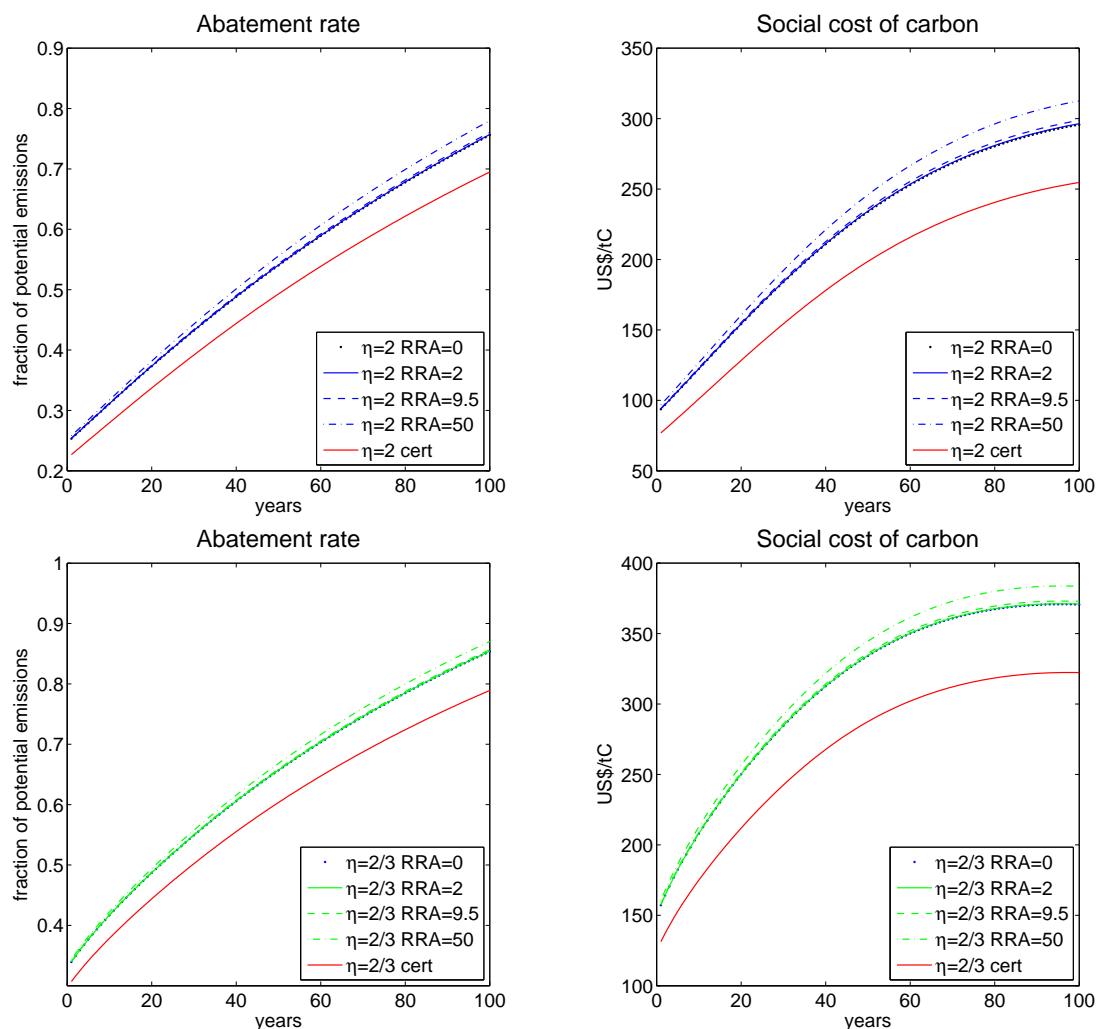 Abatement rate
fraction of potential emissions
0.9
0.8
0.7
0.6
0.5
0.4
0.3
0.2
0 20 40 60 80 100
years
η=2 RRA=0
η=2 RRA=2
η=2 RRA=9.5
η=2 RRA=50
η=2 cert
Social cost of carbon
US$/tC
350
300
250
200
150
100
50
0 20 40 60 80 100
years
η=2 RRA=0
η=2 RRA=2
η=2 RRA=9.5
η=2 RRA=50
η=2 cert
Abatement rate
fraction of potential emissions
1
0.9
0.8
0.7
0.6
0.5
0.4
0 20 40 60 80 100
years
η=2/3 RRA=0
η=2/3 RRA=2
η=2/3 RRA=9.5
η=2/3 RRA=50
η=2/3 cert
Social cost of carbon
US$/tC
400
350
300
250
200
150
100
0 20 40 60 80 100
years
η=2/3 RRA=0
η=2/3 RRA=2
η=2/3 RRA=9.5
η=2/3 RRA=50
η=2/3 cert